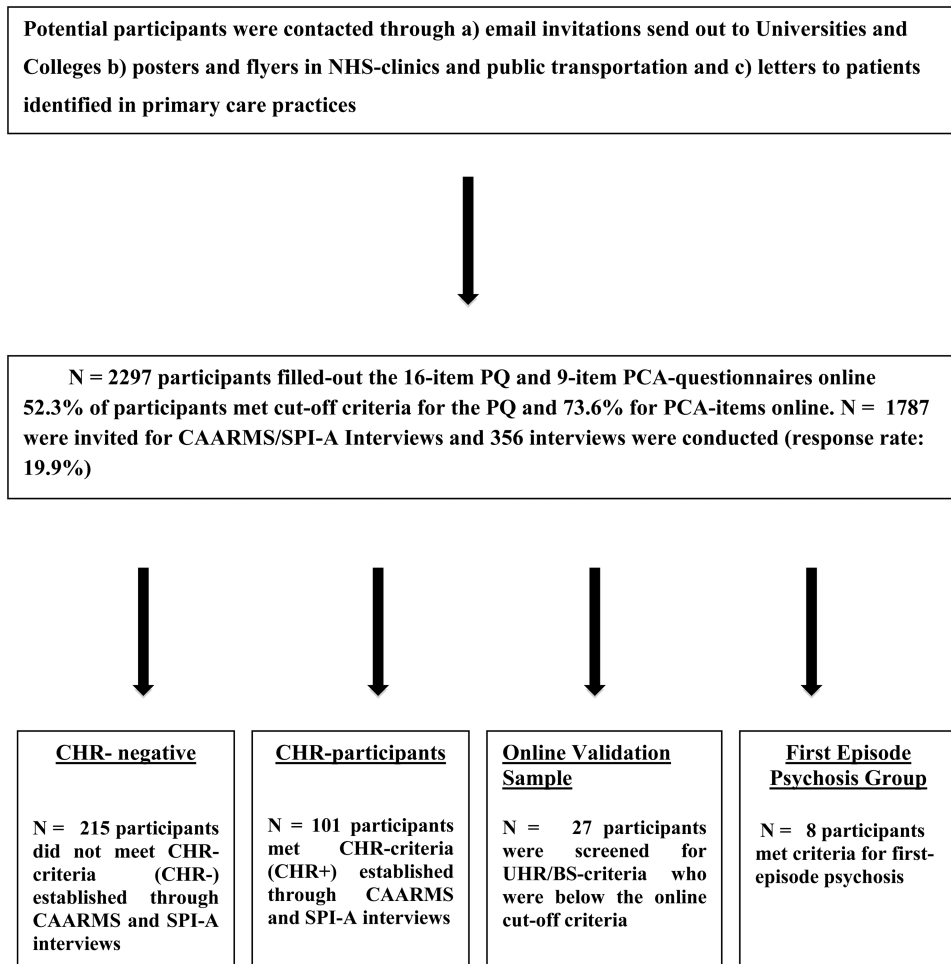 Potential participants were contacted through a) email invitations send out to Universities and
Colleges b) posters and flyers in NHS-clinics and public transportation and c) letters to patients
identified in primary care practices
N = 2297 participants filled-out the 16-item PQ and 9-item PCA-questionnaires online
52.3% of participants met cut-off criteria for the PQ and 73.6% for PCA-items online. N = 1787
were invited for CAARMS/SPI-A Interviews and 356 interviews were conducted (response rate:
19.9%)
CHR- negative
N = 215 participants
did not meet CHR-
criteria (CHR-)
established through
CAARMS and SPI-A
interviews
CHR-participants
N = 101 participants
met CHR-criteria
(CHR+) established
through CAARMS
and SPI-A interviews
Online Validation
Sample
N = 27 participants
were screened for
UHR/BS-criteria who
were below the online
cut-off criteria
First Episode
Psychosis Group
N = 8 participants
met criteria for first-
episode psychosis